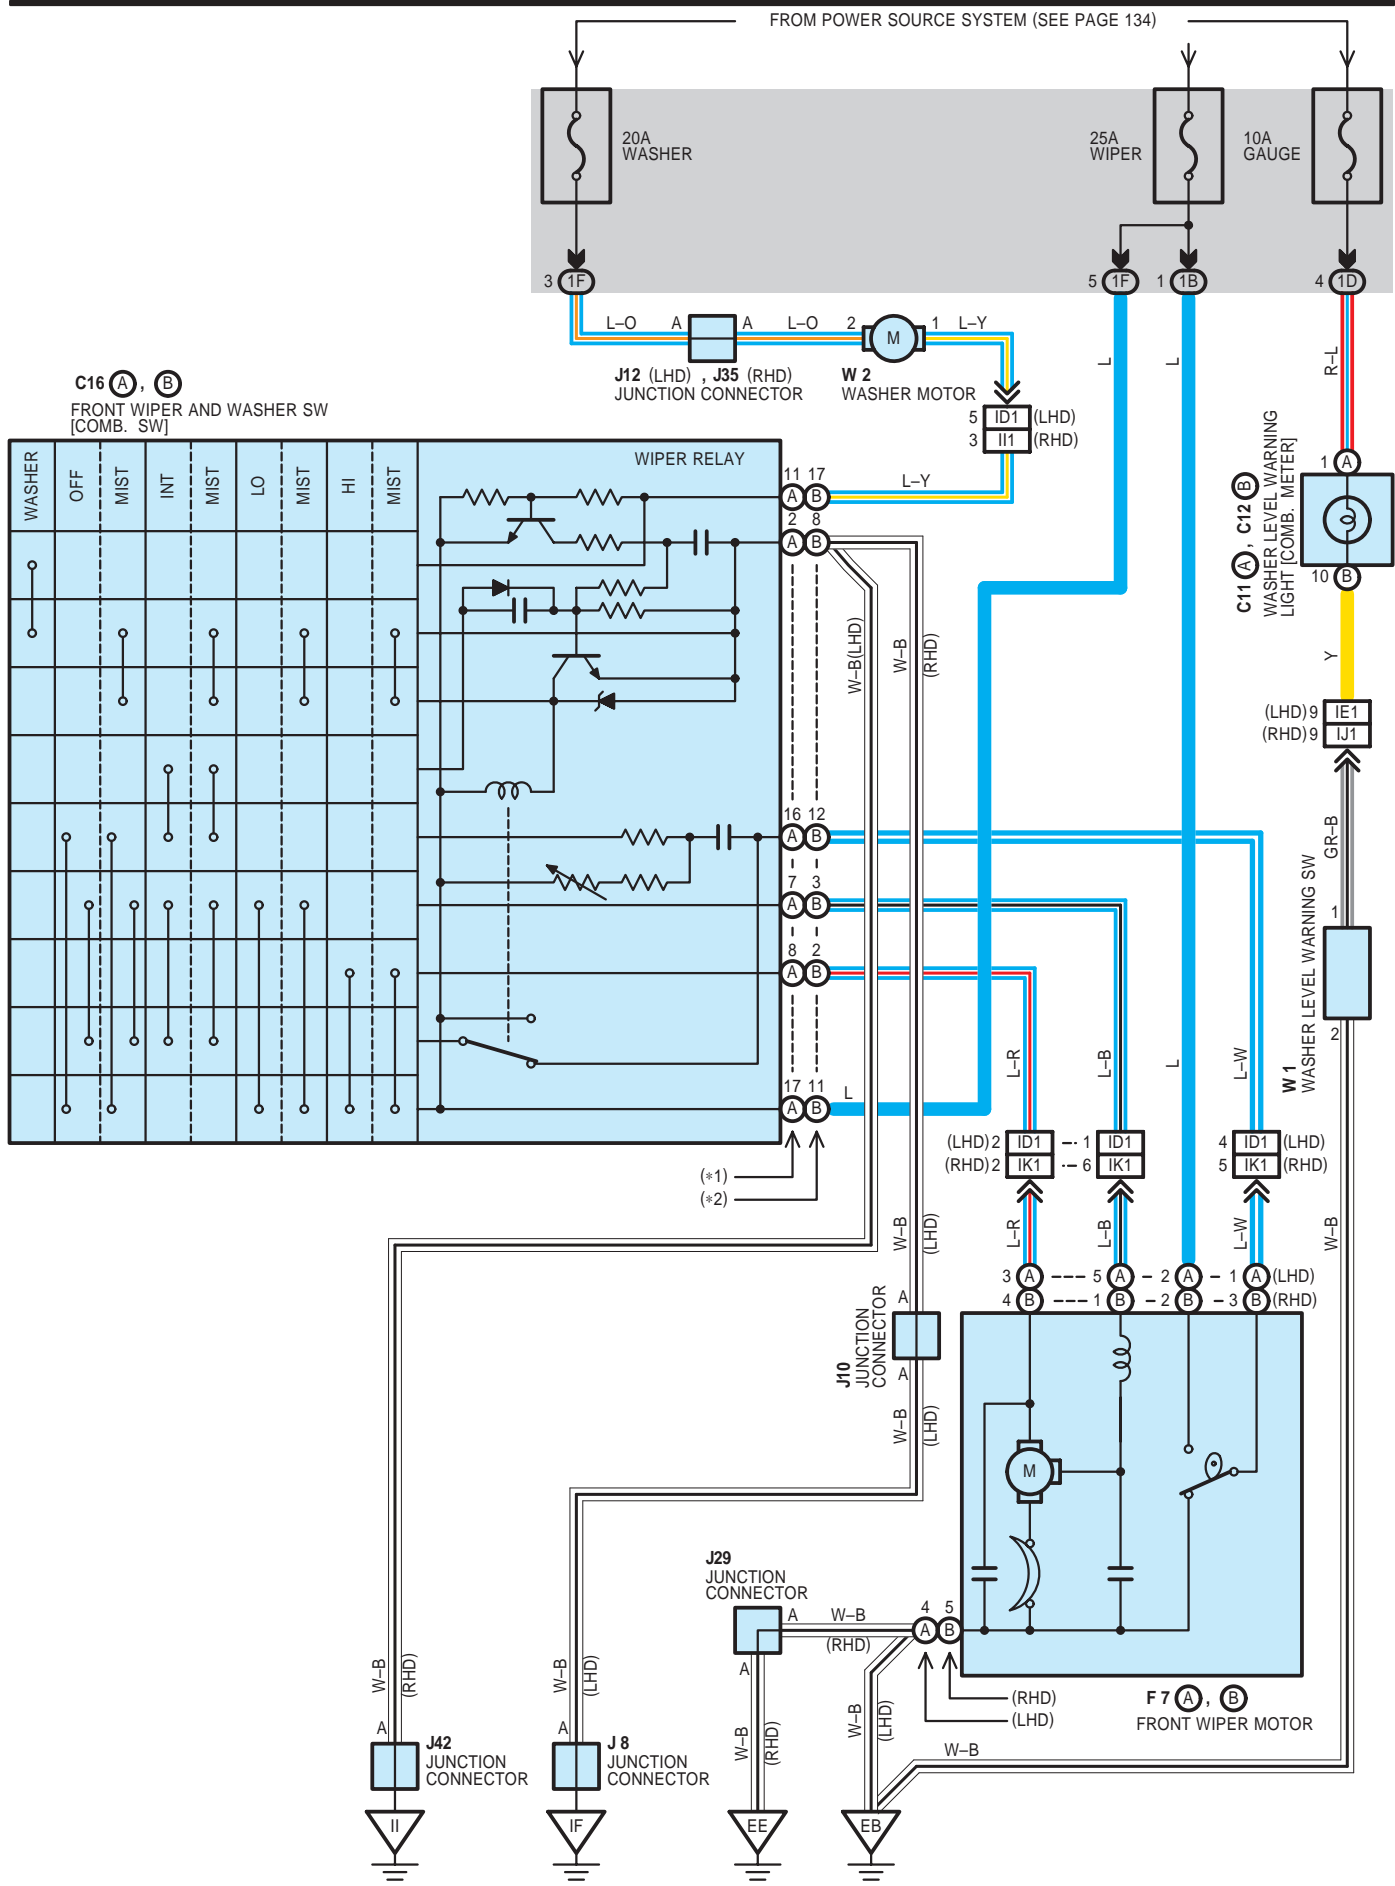 FROM POWER SOURCE SYSTEM (SEE PAGE 134)
20A
WASHER
25A
WIPER
10A
GAUGE
3 1F
5 1F
1 1B
4 1D
L–O A A L–O 2 M 1 L–Y
J12 (LHD) , J35 (RHD)
JUNCTION CONNECTOR
W 2
WASHER MOTOR
5 ID1 (LHD)
3 II1 (RHD)
L
L
R–L
C16 A , B
FRONT WIPER AND WASHER SW
[COMB. SW]
WASHER
OFF
MIST
INT
MIST
LO
MIST
HI
MIST
WIPER RELAY
11 17
A B
L–Y
2 8
A B
1 A
C11 A , C12 B
WASHER LEVEL WARNING
LIGHT [COMB. METER]
10 B
W–B(LHD)
W–B
(RHD)
Y
(LHD) 9 IE1
(RHD) 9 IJ1
GR–B
16 12
A B
7 3
A B
8 2
A B
17 11
A B
L
1
W 1
WASHER LEVEL WARNING SW
2
L–R
L–B
L
L–W
(LHD) 2 ID1 1 ID1 4 ID1 (LHD)
(RHD) 2 IK1 6 IK1 5 IK1 (RHD)
(*1)
(*2)
W–B
(LHD)
L–R
L–B
L–W
W–B
3 A 5 A 2 A 1 A (LHD)
4 B 1 B 2 B 3 B (RHD)
A
J10
JUNCTION
CONNECTOR
A
W–B
(LHD)
M
J29
JUNCTION
CONNECTOR
A W–B
(RHD)
4 5
A B
A
W–B
(RHD)
W–B
(LHD)
W–B
(RHD)
W–B
(LHD)
(RHD)
(LHD)
F 7 A , B
FRONT WIPER MOTOR
W–B
A
J42
JUNCTION
CONNECTOR
A
J 8
JUNCTION
CONNECTOR
II
IF
EE
EB